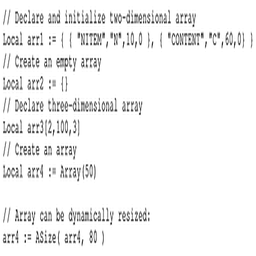 // Declare and initialize two-dimensional array
Local arr1 := { { "NITEM","N",10,0 }, { "CONTENT","C",60,0} }
// Create an empty array
Local arr2 := {}
// Declare three-dimensional array
Local arr3[2,100,3]
// Create an array
Local arr4 := Array(50)
// Array can be dynamically resized:
arr4 := ASize( arr4, 80 )